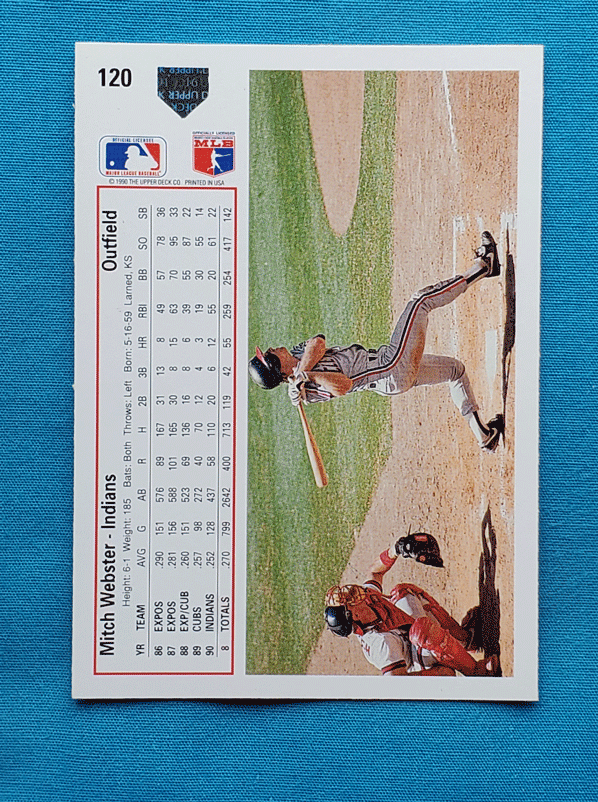 120
UPPER DECK
OFFICIAL LICENSEE
MAJOR LEAGUE BASEBALL
OFFICIALLY LICENSED
MLB
© 1990 THE UPPER DECK CO. PRINTED IN USA
Mitch Webster - Indians Outfield
Height: 6-1 Weight: 185 Bats: Both Throws: Left Born: 5-16-59 Larned, KS
YR TEAM AVG G AB R H 2B 3B HR RBI BB SO SB
86 EXPOS .290 151 576 89 167 31 13 8 49 57 78 36
87 EXPOS .281 156 588 101 165 30 8 15 63 70 95 33
88 EXP/CUB .260 151 523 69 136 16 8 6 39 55 87 22
89 CUBS .257 98 272 40 70 12 4 3 19 30 55 14
90 INDIANS .252 128 437 58 110 20 6 12 55 20 61 22
8 TOTALS .270 799 2642 400 713 119 42 55 259 254 417 142